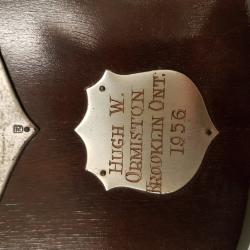 HUGH W.
ORMISTON
BROOKLIN ONT.
1956